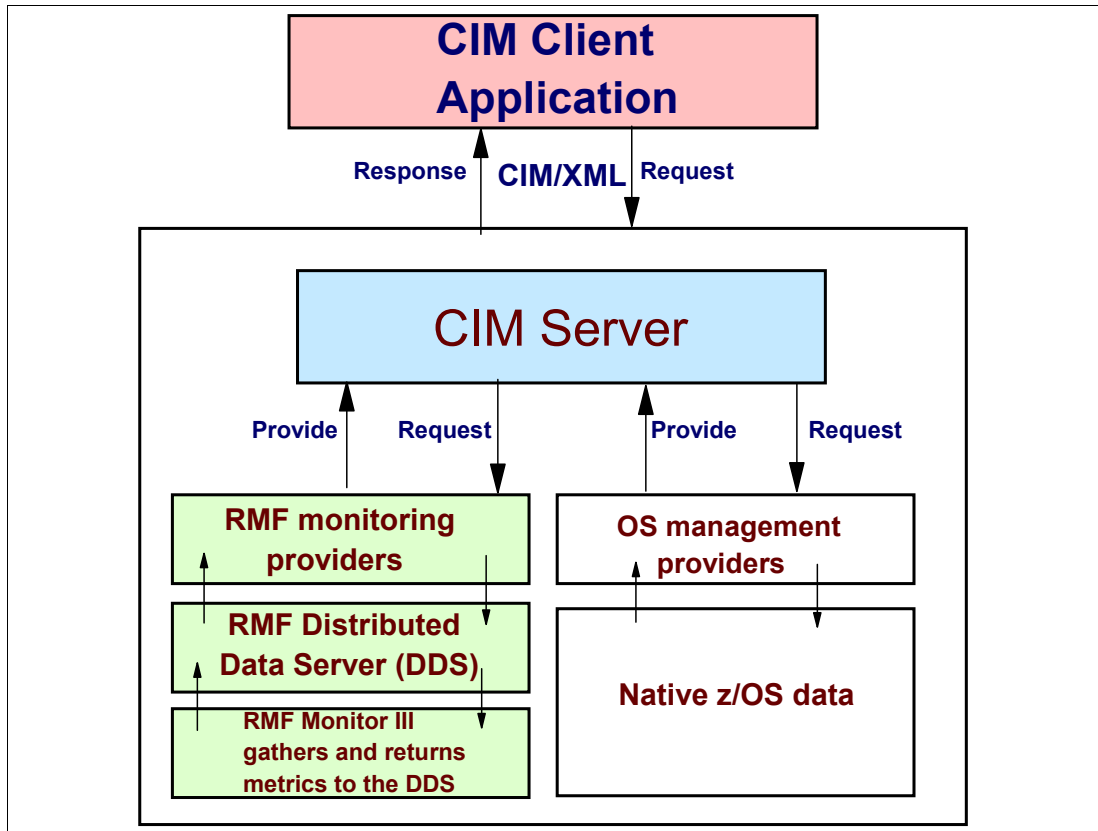 CIM Client
Application
Response
CIM/XML
Request
CIM Server
Provide
Request
Provide
Request
RMF monitoring
providers
OS management
providers
RMF Distributed
Data Server (DDS)
Native z/OS data
RMF Monitor III
gathers and returns
metrics to the DDS